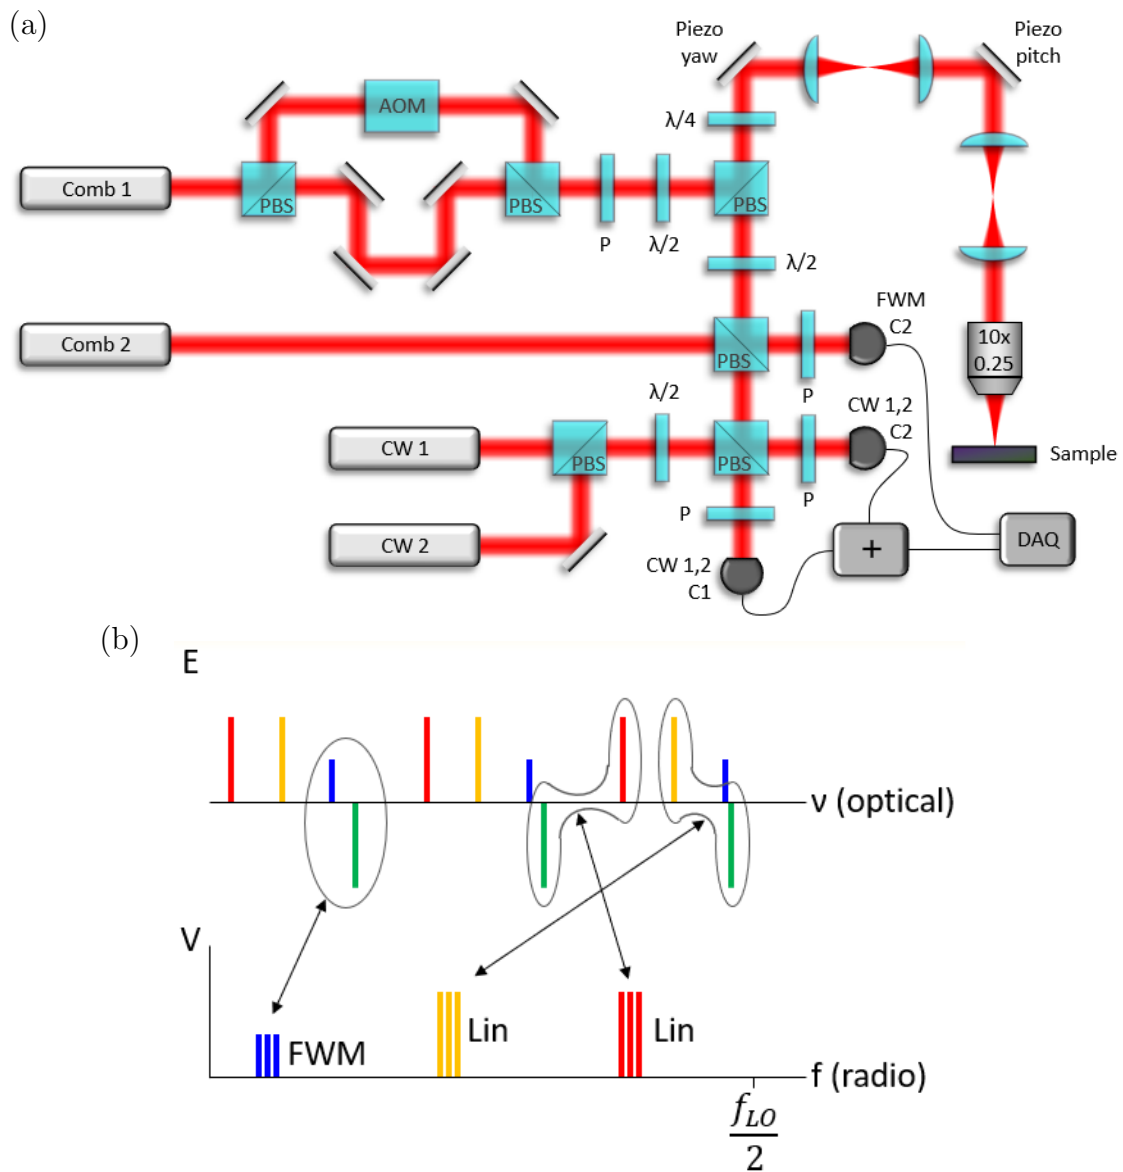 (a)
Piezo
yaw
Piezo
pitch
AOM
λ/4
Comb 1
PBS
PBS
PBS
P
λ/2
λ/2
FWM
C2
Comb 2
PBS
10x
0.25
P
λ/2
CW 1,2
C2
CW 1
PBS
PBS
Sample
P
P
CW 2
+
DAQ
CW 1,2
C1
(b)
E
ν (optical)
V
Lin
Lin
FWM
f (radio)
f_LO
2